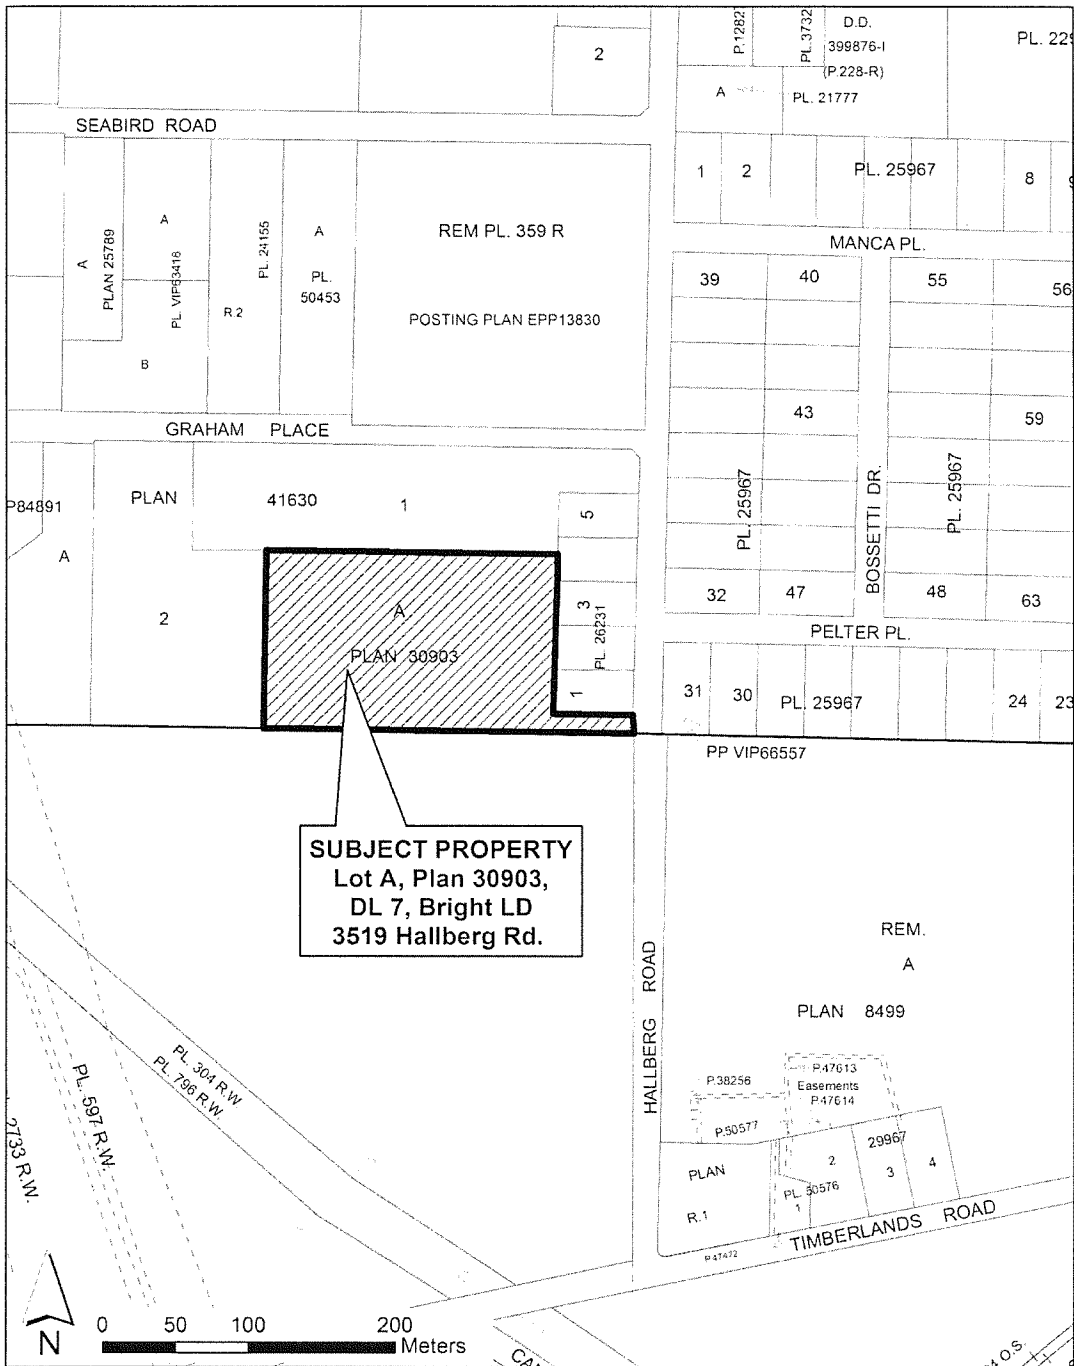 2
P.1282
PL.3732
D.D.
399876-I
(P.228-R)
PL. 229
A
PL. 21777
SEABIRD ROAD
1
2
PL. 25967
8
A
PLAN 25789
A
PL. VIP63416
B
R.2
PL. 24155
A
PL.
50453
REM PL. 359 R
POSTING PLAN EPP13830
MANCA PL.
39
40
55
56
43
59
PL. 25967
BOSSETTI DR.
PL. 25967
32
47
48
63
GRAHAM PLACE
P84891
A
PLAN
41630
1
2
5
3
PL. 26231
1
A
PLAN 30903
PELTER PL.
31
30
PL. 25967
24
23
PP VIP66557
SUBJECT PROPERTY
Lot A, Plan 30903,
DL 7, Bright LD
3519 Hallberg Rd.
HALLBERG ROAD
REM.
A
PLAN 8499
PL. 304 R.W.
PL. 796 R.W.
PL. 597 R.W.
2733 R.W.
P.38256
P.47613
Easements
P.47614
P.50577
29967
2
3
4
PLAN
R.1
PL. 50576
1
P.47472
TIMBERLANDS ROAD
N
0 50 100 200
Meters
CAN
O.S.